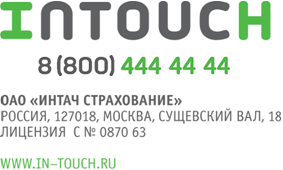 INTOUCH
8 (800) 444 44 44
ОАО «ИНТАЧ СТРАХОВАНИЕ»
РОССИЯ, 127018, МОСКВА, СУЩЕВСКИЙ ВАЛ, 18
ЛИЦЕНЗИЯ С № 0870 63
WWW.IN-TOUCH.RU